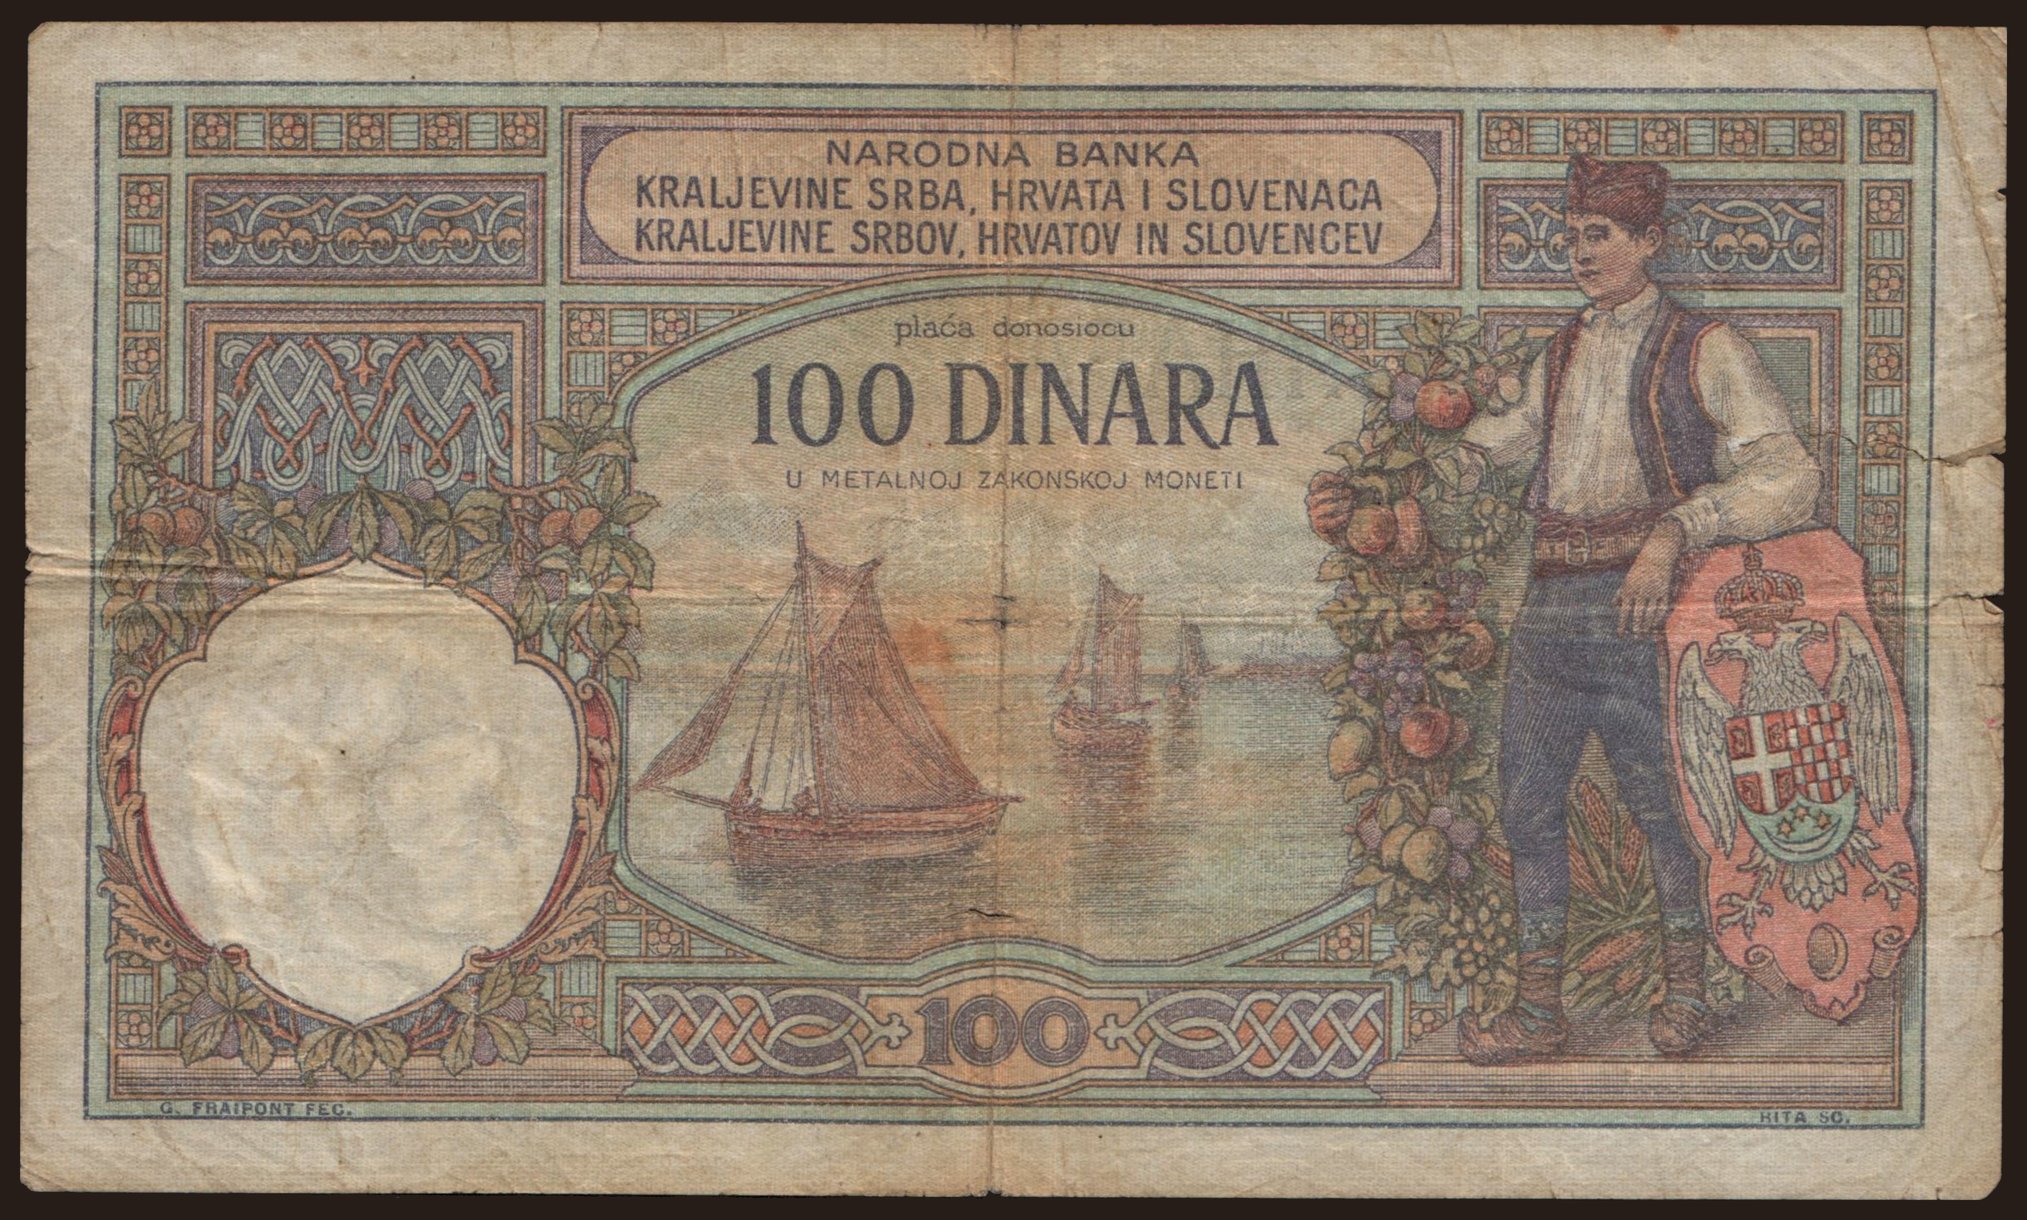 NARODNA BANKA
KRALJEVINE SRBA, HRVATA I SLOVENACA
KRALJEVINE SRBOV, HRVATOV IN SLOVENCEV
plaća donosiocu
100 DINARA
U METALNOJ ZAKONSKOJ MONETI
100
G. FRAIPONT FEC.
RITA SC.